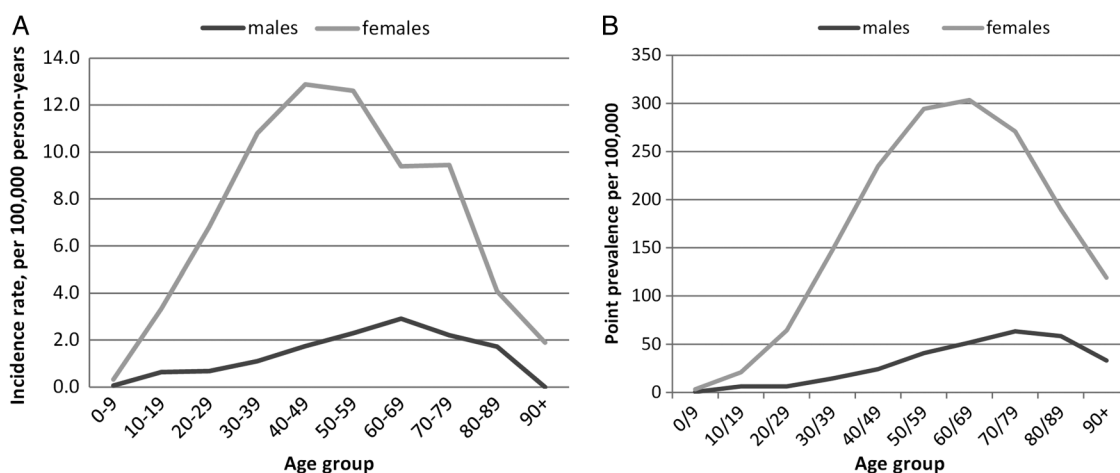 A
males females
Incidence rate, per 100,000 person-years
14.0
12.0
10.0
8.0
6.0
4.0
2.0
0.0
0-9 10-19 20-29 30-39 40-49 50-59 60-69 70-79 80-89 90+
Age group
B
males females
Point prevalence per 100,000
350
300
250
200
150
100
50
0
0/9 10/19 20/29 30/39 40/49 50/59 60/69 70/79 80/89 90+
Age group